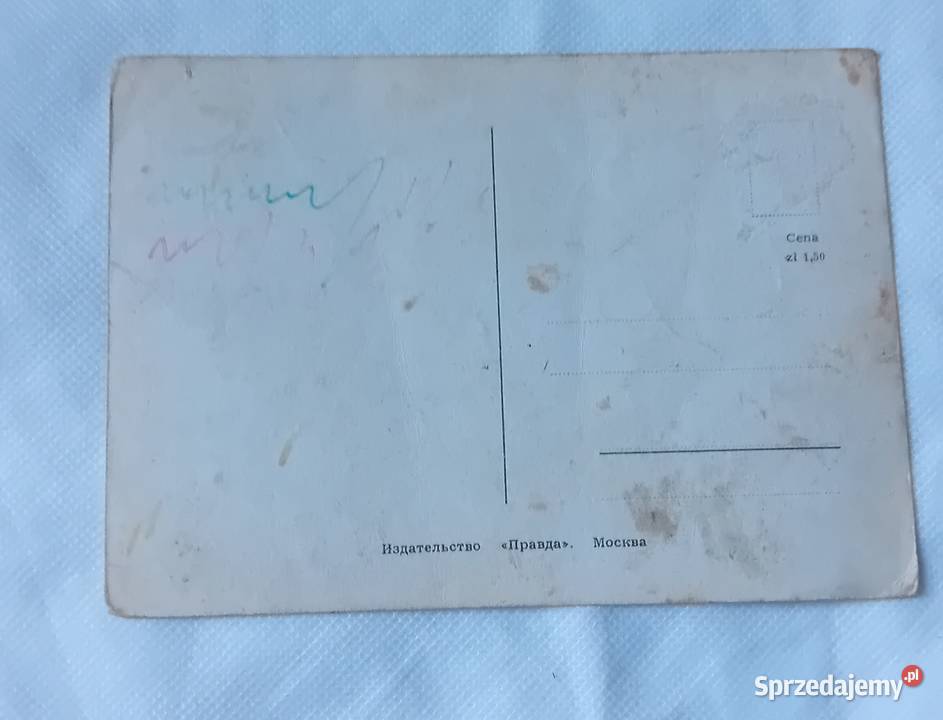 Cena
zł 1,50
Издательство «Правда». Москва
Sprzedajemy.pl